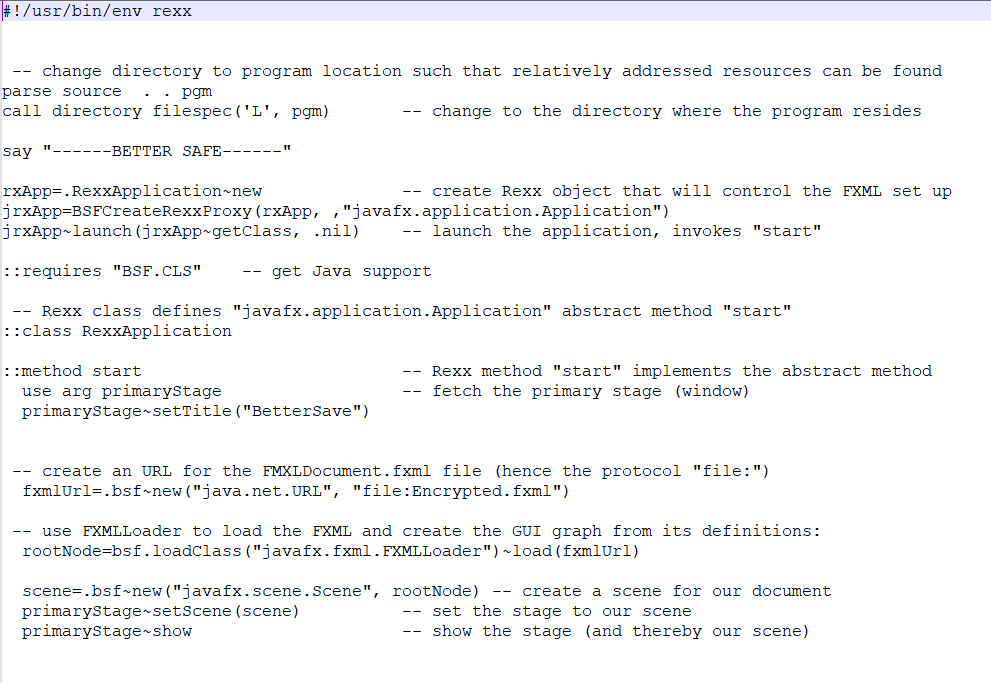 #!/usr/bin/env rexx
-- change directory to program location such that relatively addressed resources can be found
parse source  . . pgm
call directory filespec('L', pgm)       -- change to the directory where the program resides
say "------BETTER SAFE------"
rxApp=.RexxApplication~new              -- create Rexx object that will control the FXML set up
jrxApp=BSFCreateRexxProxy(rxApp, ,"javafx.application.Application")
jrxApp~launch(jrxApp~getClass, .nil)    -- launch the application, invokes "start"
::requires "BSF.CLS"    -- get Java support
-- Rexx class defines "javafx.application.Application" abstract method "start"
::class RexxApplication
::method start                          -- Rexx method "start" implements the abstract method
use arg primaryStage                  -- fetch the primary stage (window)
primaryStage~setTitle("BetterSave")
-- create an URL for the FMXLDocument.fxml file (hence the protocol "file:")
fxmlUrl=.bsf~new("java.net.URL", "file:Encrypted.fxml")
-- use FXMLLoader to load the FXML and create the GUI graph from its definitions:
rootNode=bsf.loadClass("javafx.fxml.FXMLLoader")~load(fxmlUrl)
scene=.bsf~new("javafx.scene.Scene", rootNode) -- create a scene for our document
primaryStage~setScene(scene)          -- set the stage to our scene
primaryStage~show                     -- show the stage (and thereby our scene)